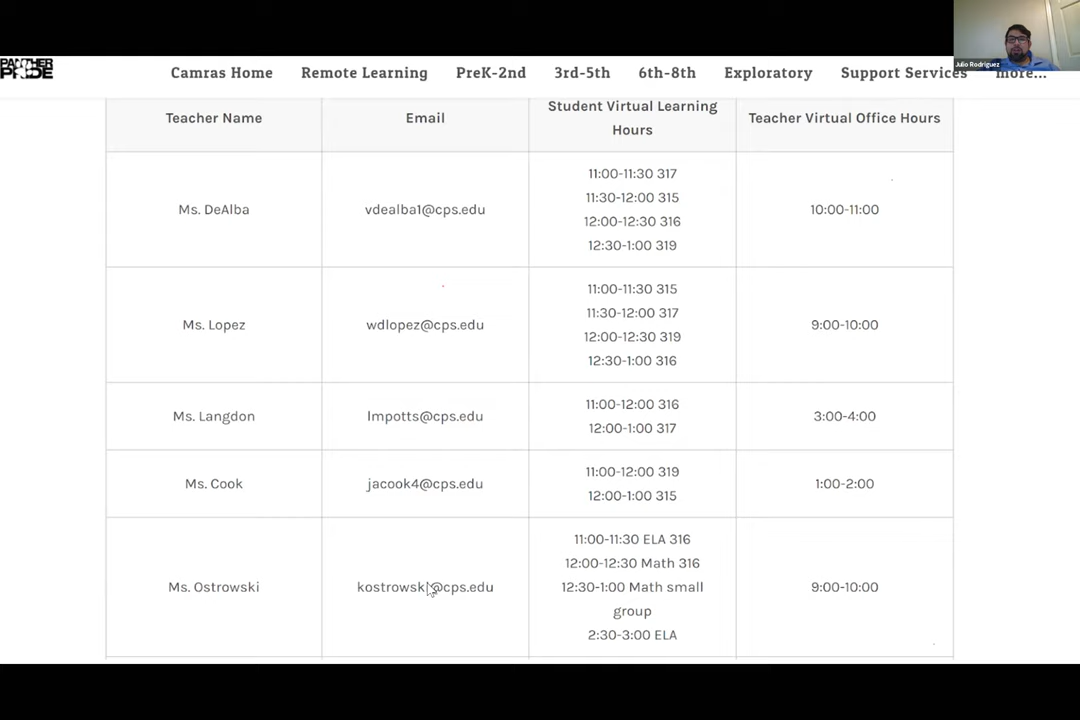 PANTHER
PRIDE
Camras Home Remote Learning PreK-2nd 3rd-5th 6th-8th Exploratory Support Services more...
Julio Rodriguez
Teacher Name Email Student Virtual Learning Hours Teacher Virtual Office Hours
Ms. DeAlba vdealba1@cps.edu 11:00-11:30 317
11:30-12:00 315
12:00-12:30 316
12:30-1:00 319
10:00-11:00
Ms. Lopez wdlopez@cps.edu 11:00-11:30 315
11:30-12:00 317
12:00-12:30 319
12:30-1:00 316
9:00-10:00
Ms. Langdon lmpotts@cps.edu 11:00-12:00 316
12:00-1:00 317
3:00-4:00
Ms. Cook jacook4@cps.edu 11:00-12:00 319
12:00-1:00 315
1:00-2:00
Ms. Ostrowski kostrowski@cps.edu 11:00-11:30 ELA 316
12:00-12:30 Math 316
12:30-1:00 Math small
group
2:30-3:00 ELA
9:00-10:00